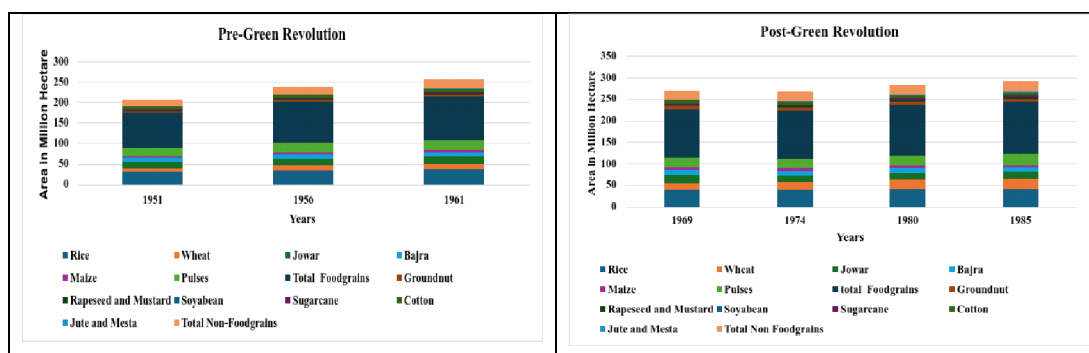 Pre-Green Revolution
Area in Million Hectare
300
250
200
150
100
50
0
1951
1956
1961
Years
Rice Wheat Jowar Bajra
Maize Pulses Total Foodgrains Groundnut
Rapeseed and Mustard Soyabean Sugarcane Cotton
Jute and Mesta Total Non-Foodgrains
Post-Green Revolution
Area in Million Hectare
350
300
250
200
150
100
50
0
1969
1974
1980
1985
Years
Rice Wheat Jowar Bajra
Maize Pulses total Foodgrains Groundnut
Rapeseed and Mustard Soyabean Sugarcane Cotton
Jute and Mesta Total Non Foodgrains